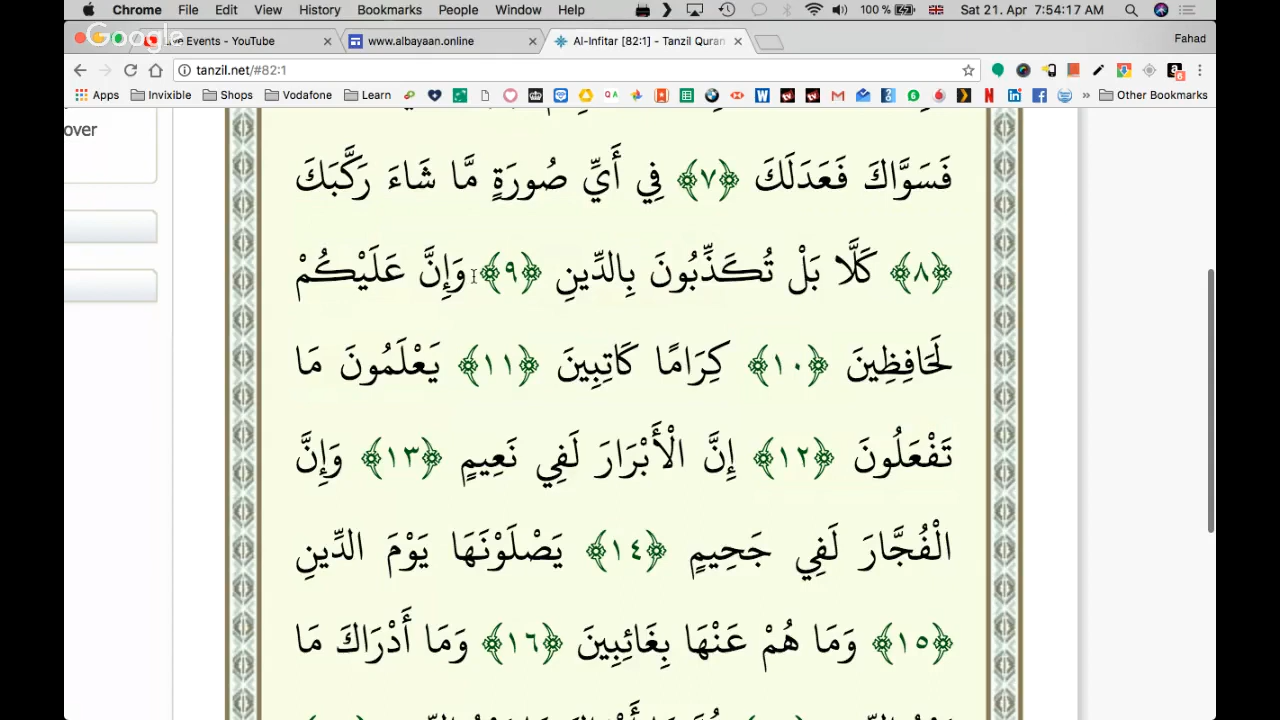 Chrome File Edit View History Bookmarks People Window Help 100 % Sat 21. Apr 7:54:17 AM
Google
ve Events - YouTube × www.albayaan.online × Al-Infitar [82:1] - Tanzil Quran × Fahad
tanzil.net/#82:1
Apps Invixible Shops Vodafone Learn » Other Bookmarks
over
فَسَوَّاكَ فَعَدَلَكَ ﴿٧﴾ فِي أَيِّ صُورَةٍ مَّا شَاءَ رَكَّبَكَ
﴿٨﴾ كَلَّا بَلْ تُكَذِّبُونَ بِالدِّينِ ﴿٩﴾ وَإِنَّ عَلَيْكُمْ
لَحَافِظِينَ ﴿١٠﴾ كِرَامًا كَاتِبِينَ ﴿١١﴾ يَعْلَمُونَ مَا
تَفْعَلُونَ ﴿١٢﴾ إِنَّ الْأَبْرَارَ لَفِي نَعِيمٍ ﴿١٣﴾ وَإِنَّ
الْفُجَّارَ لَفِي جَحِيمٍ ﴿١٤﴾ يَصْلَوْنَهَا يَوْمَ الدِّينِ
﴿١٥﴾ وَمَا هُمْ عَنْهَا بِغَائِبِينَ ﴿١٦﴾ وَمَا أَدْرَاكَ مَا